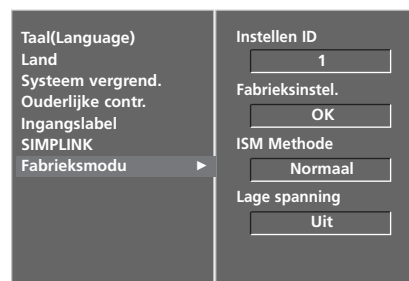 Taal(Language)
Land
Systeem vergrend.
Ouderlijke contr.
Ingangslabel
SIMPLINK
Fabrieksmodu ►
Instellen ID
1
Fabrieksinstel.
OK
ISM Methode
Normaal
Lage spanning
Uit